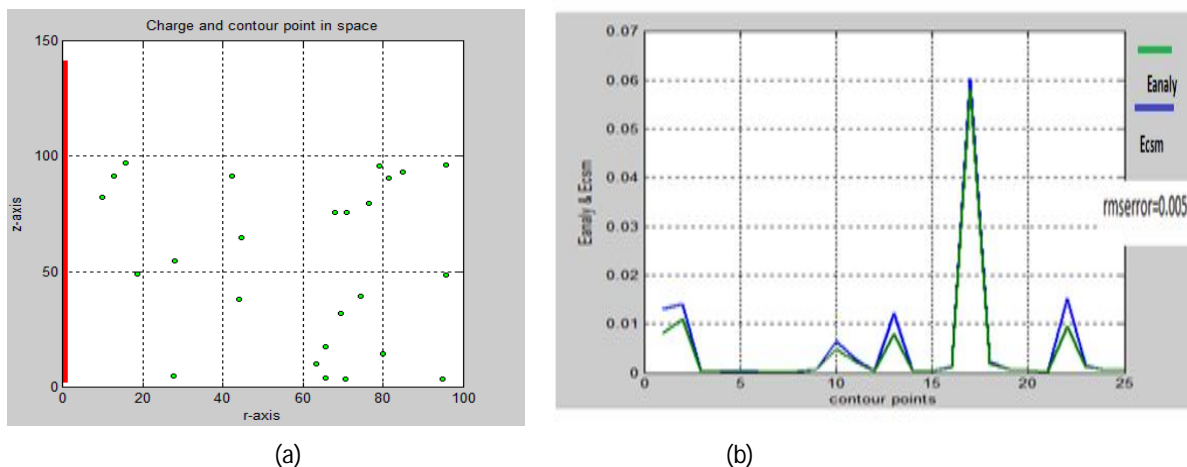 Charge and contour point in space
150
100
50
0
z-axis
0
20
40
60
80
100
r-axis
(a)
0.07
0.06
0.05
0.04
0.03
0.02
0.01
0
Eanaly & Ecsm
0
5
10
15
20
25
contour points
Eanaly
Ecsm
rmserror=0.005
(b)